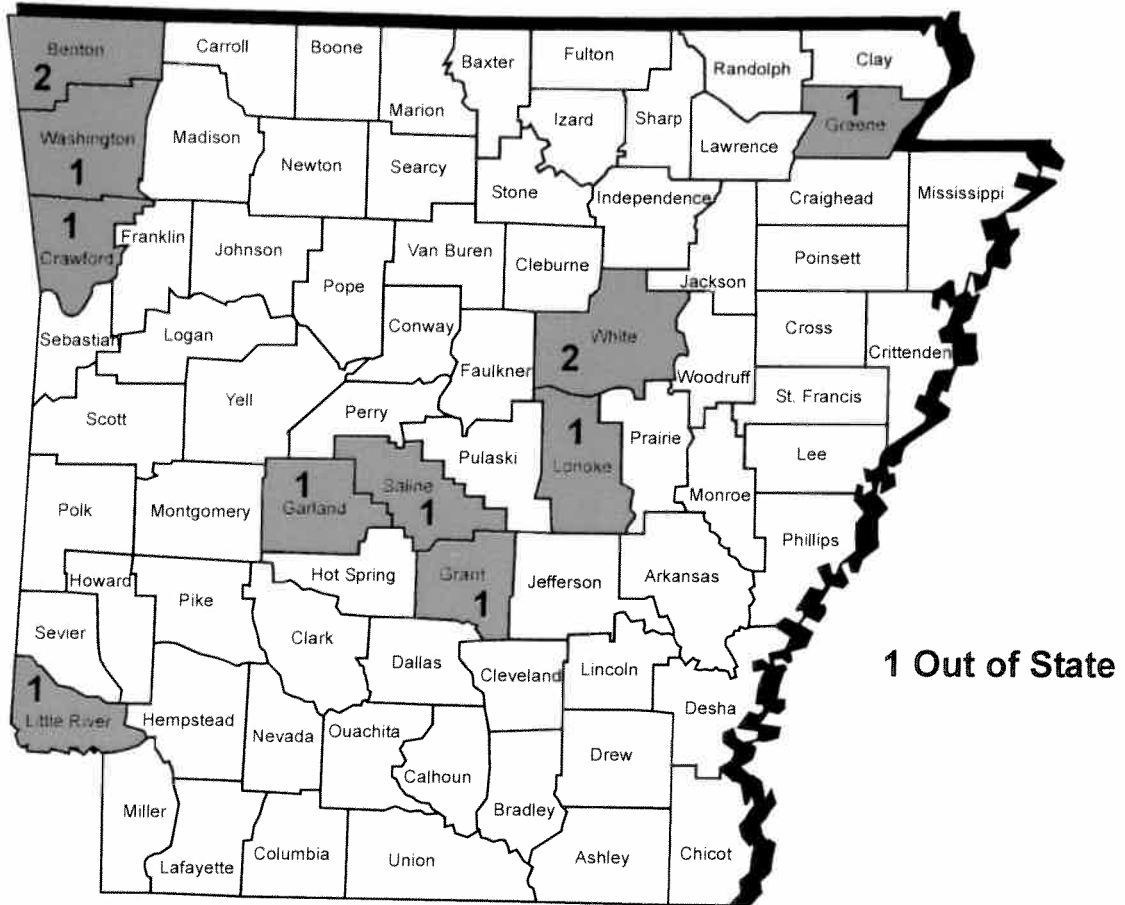 Benton
2
Carroll
Boone
Baxter
Fulton
Randolph
Clay
Marion
1
Greene
Izard
Sharp
Washington
1
Madison
Lawrence
Newton
Searcy
Stone
Independence
Craighead
Mississippi
1
Crawford
Franklin
Johnson
Van Buren
Cleburne
Poinsett
Pope
Jackson
Sebastian
Logan
Conway
White
2
Cross
Crittenden
Faulkner
Woodruff
Yell
St. Francis
Scott
Perry
1
Lonoke
Prairie
Pulaski
Lee
1
Garland
Saline
1
Monroe
Polk
Montgomery
Phillips
Howard
Hot Spring
Grant
1
Jefferson
Arkansas
Pike
Sevier
Clark
Dallas
Cleveland
Lincoln
1 Out of State
1
Little River
Hempstead
Nevada
Ouachita
Desha
Drew
Calhoun
Miller
Bradley
Lafayette
Columbia
Union
Ashley
Chicot